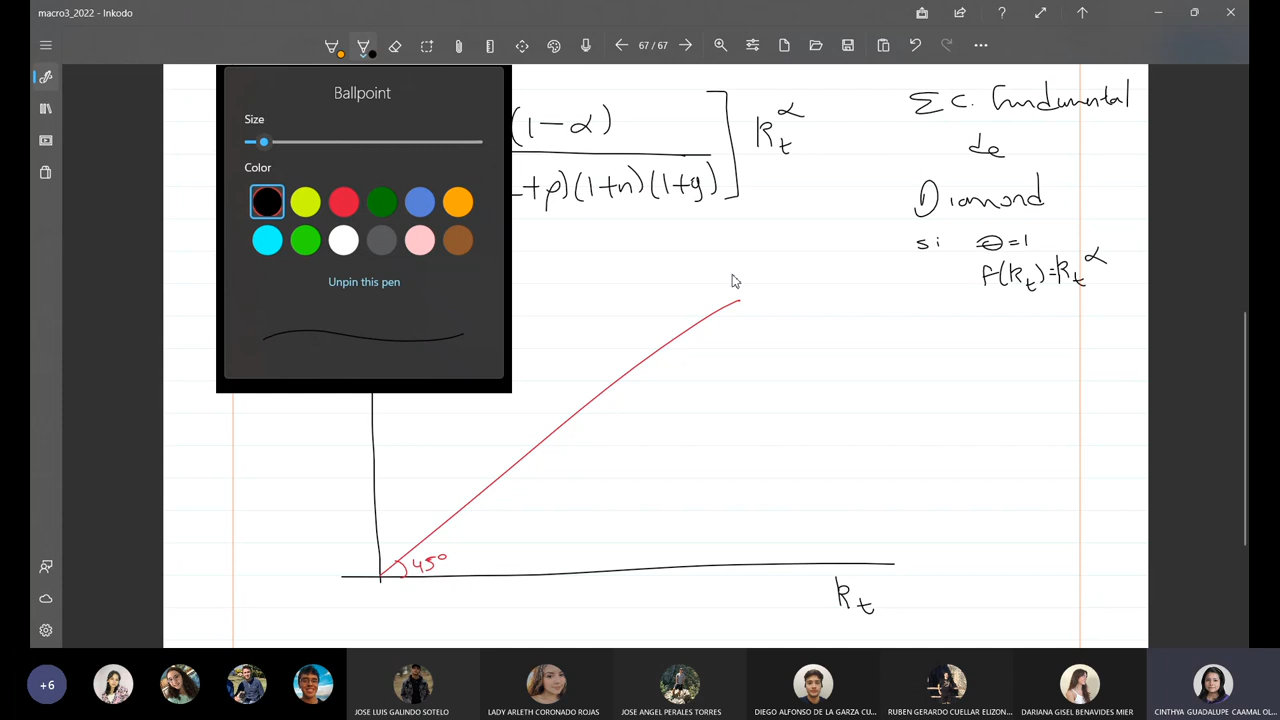 macro3_2022 - Inkodo
67 / 67
Ballpoint
Size
Color
Unpin this pen
(1-α)
+ρ)(1+n)(1+g)
] k_t^α
Ec. Fundamental
de
Diamond
si θ=1
f(k_t)=k_t^α
45°
k_t
+6
JOSE LUIS GALINDO SOTELO
LADY ARLETH CORONADO ROJAS
JOSE ANGEL PERALES TORRES
DIEGO ALFONSO DE LA GARZA CU...
RUBEN GERARDO CUELLAR ELIZON...
DARIANA GISEL BENAVIDES MIER
CINTHYA GUADALUPE CAAMAL OL...